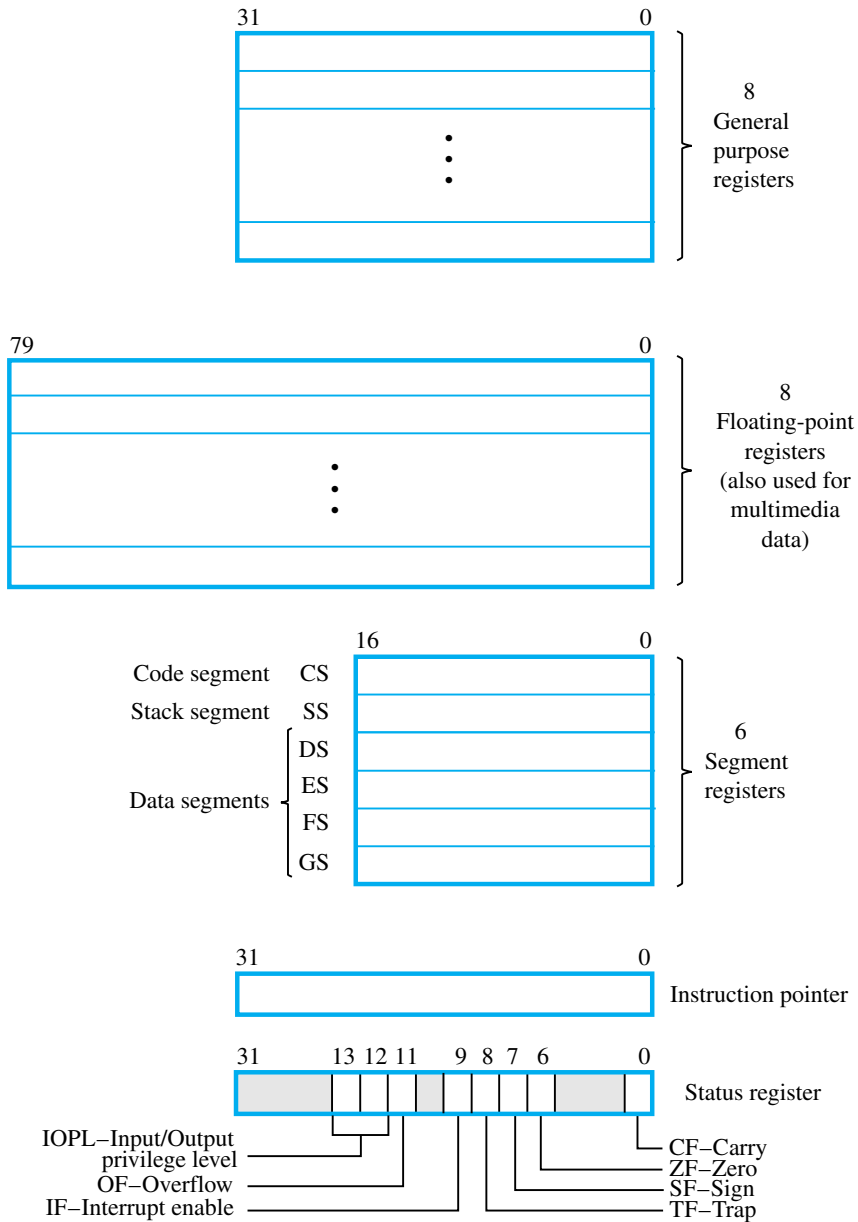 31 0
8
General
purpose
registers
79 0
8
Floating-point
registers
(also used for
multimedia
data)
16 0
Code segment CS
Stack segment SS
DS
ES
Data segments
FS
GS
6
Segment
registers
31 0
Instruction pointer
31 13 12 11 9 8 7 6 0
Status register
IOPL–Input/Output
privilege level
OF–Overflow
IF–Interrupt enable
CF–Carry
ZF–Zero
SF–Sign
TF–Trap